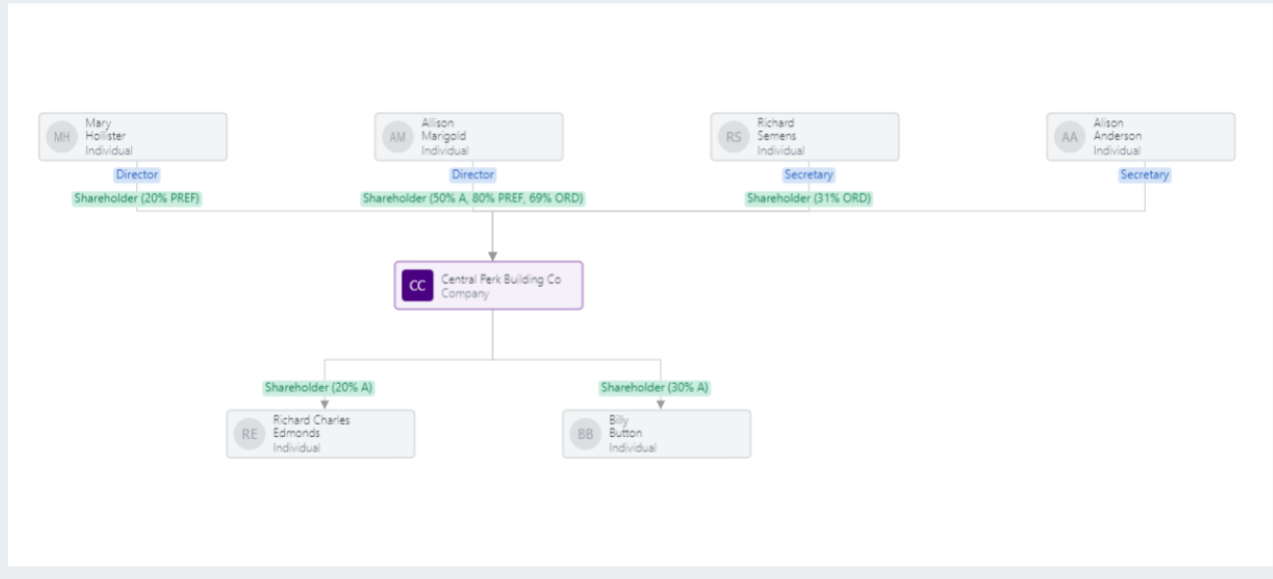 MH
Mary
Hollister
Individual
AM
Allison
Marigold
Individual
RS
Richard
Semens
Individual
AA
Alison
Anderson
Individual
Director
Director
Secretary
Secretary
Shareholder (20% PREF)
Shareholder (50% A, 80% PREF, 69% ORD)
Shareholder (31% ORD)
CC
Central Perk Building Co
Company
Shareholder (20% A)
Shareholder (30% A)
RE
Richard Charles
Edmonds
Individual
BB
Billy
Button
Individual